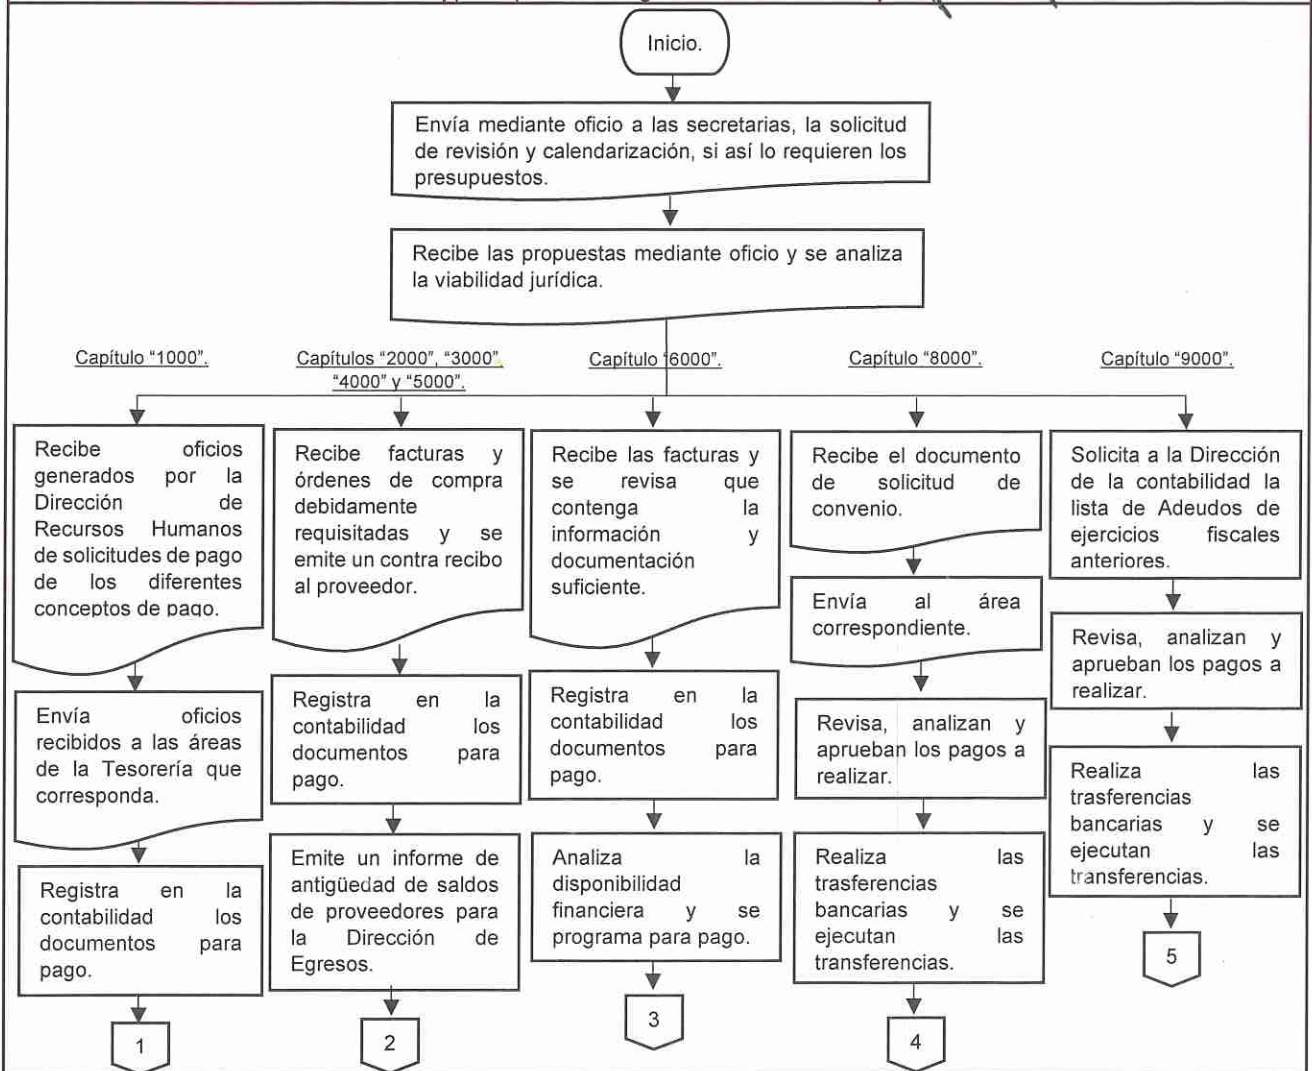 Inicio.
Envía mediante oficio a las secretarias, la solicitud
de revisión y calendarización, si así lo requieren los
presupuestos.
Recibe las propuestas mediante oficio y se analiza
la viabilidad jurídica.
Capítulo “1000”.
Capítulos “2000”, “3000”,
“4000” y “5000”.
Capítulo “6000”.
Capítulo “8000”.
Capítulo “9000”.
Recibe oficios
generados por la
Dirección de
Recursos Humanos
de solicitudes de pago
de los diferentes
conceptos de pago.
Envía oficios
recibidos a las áreas
de la Tesorería que
corresponda.
Registra en la
contabilidad los
documentos para
pago.
1
Recibe facturas y
órdenes de compra
debidamente
requisitadas y se
emite un contra recibo
al proveedor.
Registra en la
contabilidad los
documentos para
pago.
Emite un informe de
antigüedad de saldos
de proveedores para
la Dirección de
Egresos.
2
Recibe las facturas y
se revisa que
contenga la
información y
documentación
suficiente.
Registra en la
contabilidad los
documentos para
pago.
Analiza la
disponibilidad
financiera y se
programa para pago.
3
Recibe el documento
de solicitud de
convenio.
Envía al área
correspondiente.
Revisa, analizan y
aprueban los pagos a
realizar.
Realiza las
trasferencias
bancarias y se
ejecutan las
transferencias.
4
Solicita a la Dirección
de la contabilidad la
lista de Adeudos de
ejercicios fiscales
anteriores.
Revisa, analizan y
aprueban los pagos a
realizar.
Realiza las
trasferencias
bancarias y se
ejecutan las
transferencias.
5